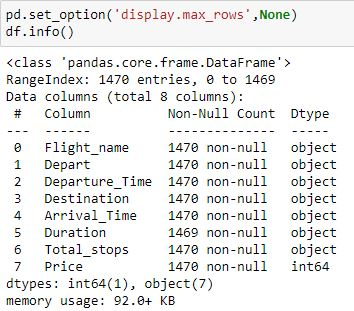 pd.set_option('display.max_rows',None)
df.info()
<class 'pandas.core.frame.DataFrame'>
RangeIndex: 1470 entries, 0 to 1469
Data columns (total 8 columns):
 #   Column          Non-Null Count  Dtype
---  ------          --------------  -----
 0   Flight_name     1470 non-null   object
 1   Depart          1470 non-null   object
 2   Departure_Time  1470 non-null   object
 3   Destination     1470 non-null   object
 4   Arrival_Time    1470 non-null   object
 5   Duration        1469 non-null   object
 6   Total_stops     1470 non-null   object
 7   Price           1470 non-null   int64
dtypes: int64(1), object(7)
memory usage: 92.0+ KB